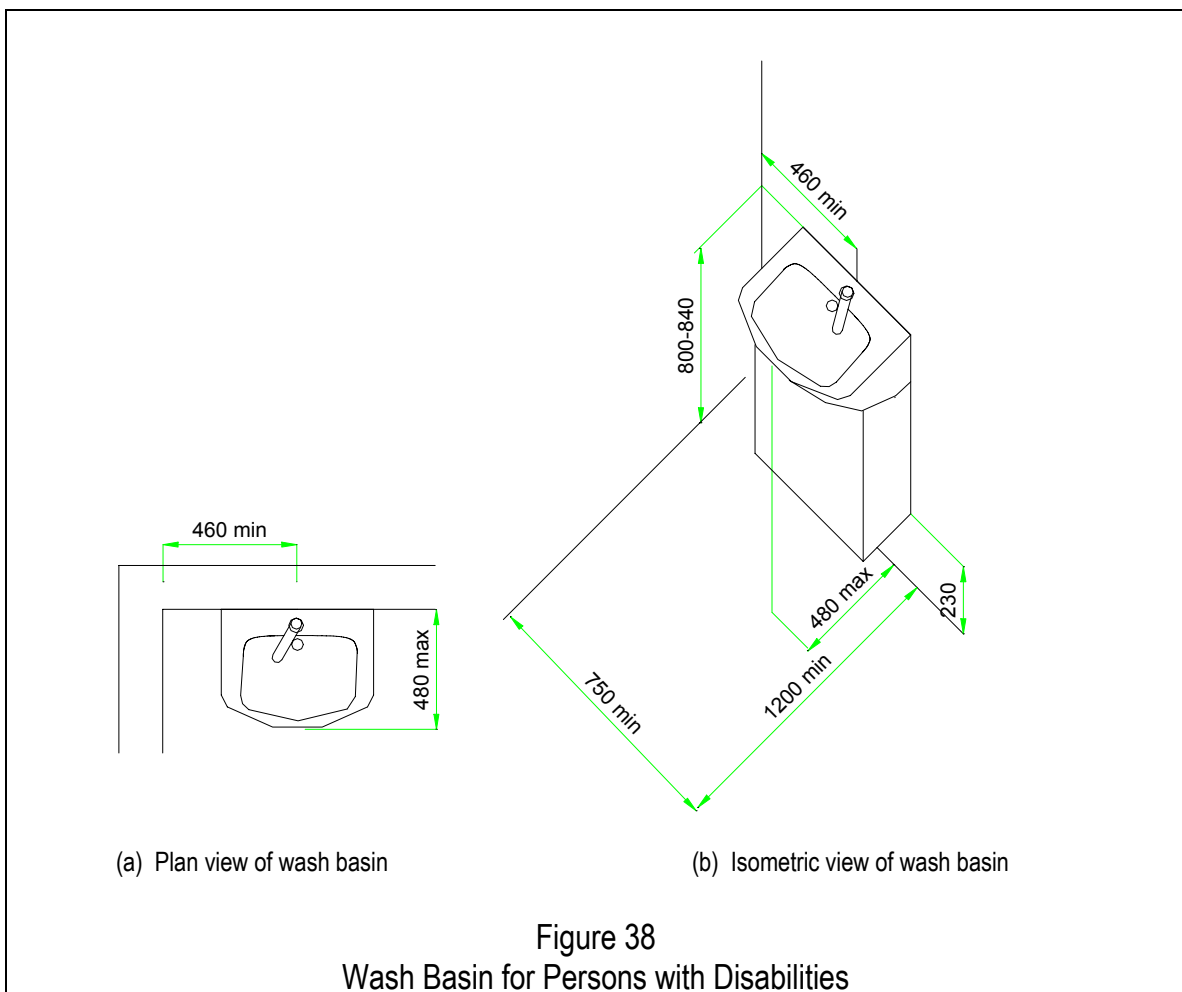 460 min
480 max
(a) Plan view of wash basin
460 min
800-840
480 max
230
750 min
1200 min
(b) Isometric view of wash basin
Figure 38
Wash Basin for Persons with Disabilities